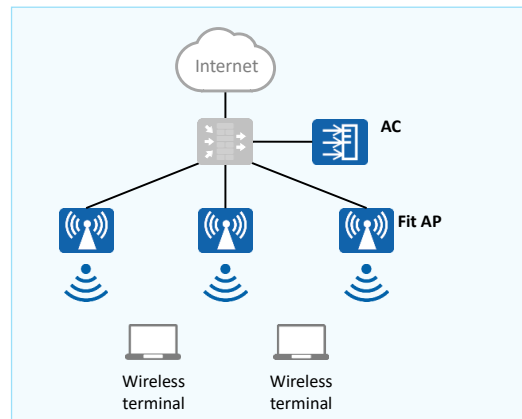 Internet
AC
Fit AP
Wireless
terminal
Wireless
terminal